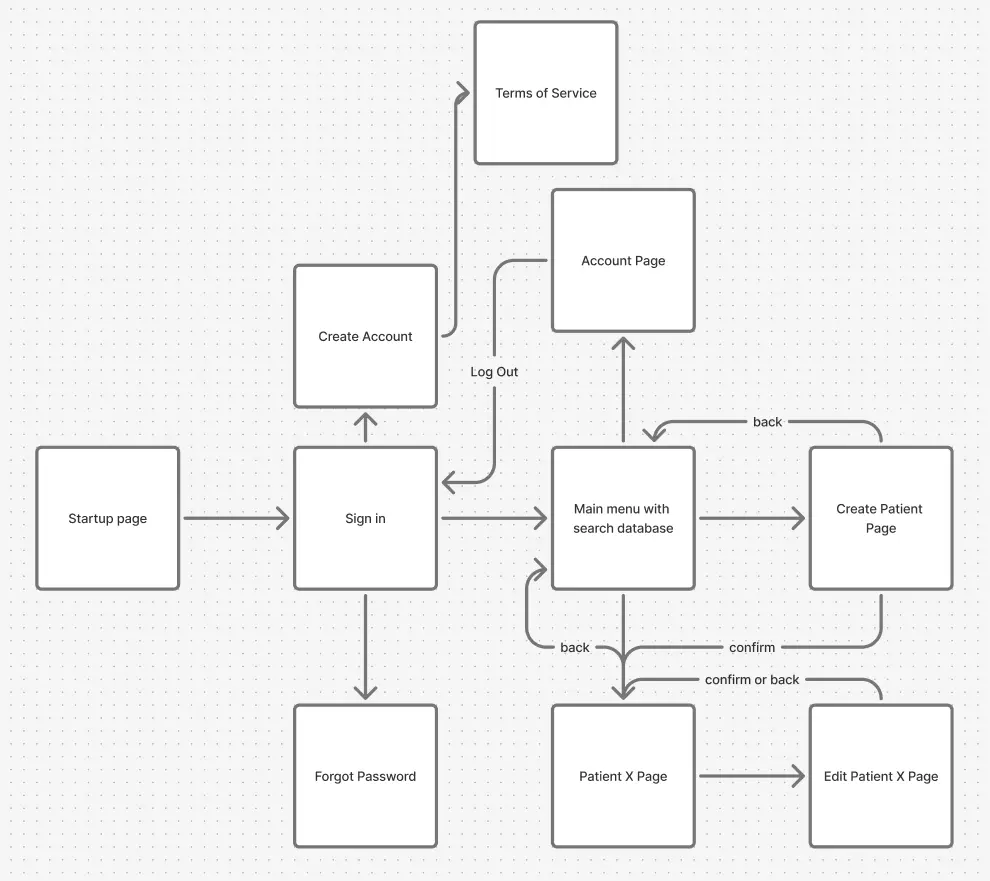 Terms of Service
Account Page
Create Account
Log Out
back
Startup page
Sign in
Main menu with
search database
Create Patient
Page
back
confirm
confirm or back
Forgot Password
Patient X Page
Edit Patient X Page